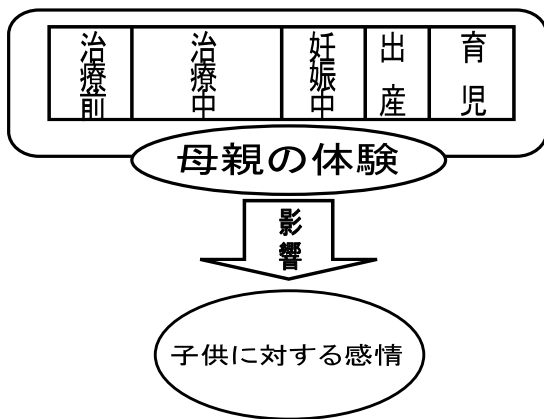 治療前
治療中
妊娠中
出産
育児
母親の体験
影響
子供に対する感情